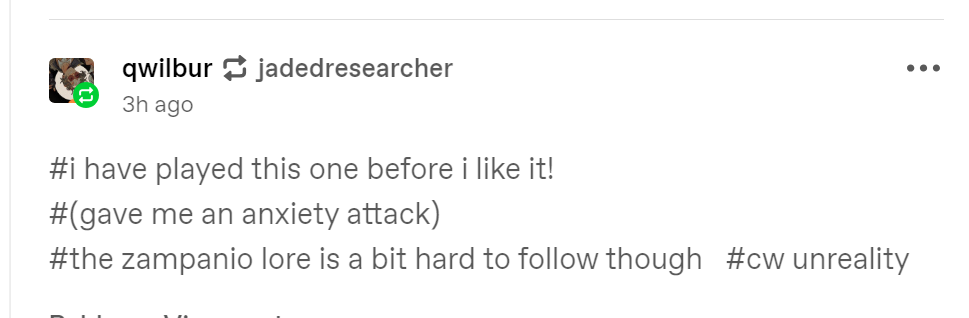 qwilbur jadedresearcher
3h ago
#i have played this one before i like it!
#(gave me an anxiety attack)
#the zampanio lore is a bit hard to follow though #cw unreality